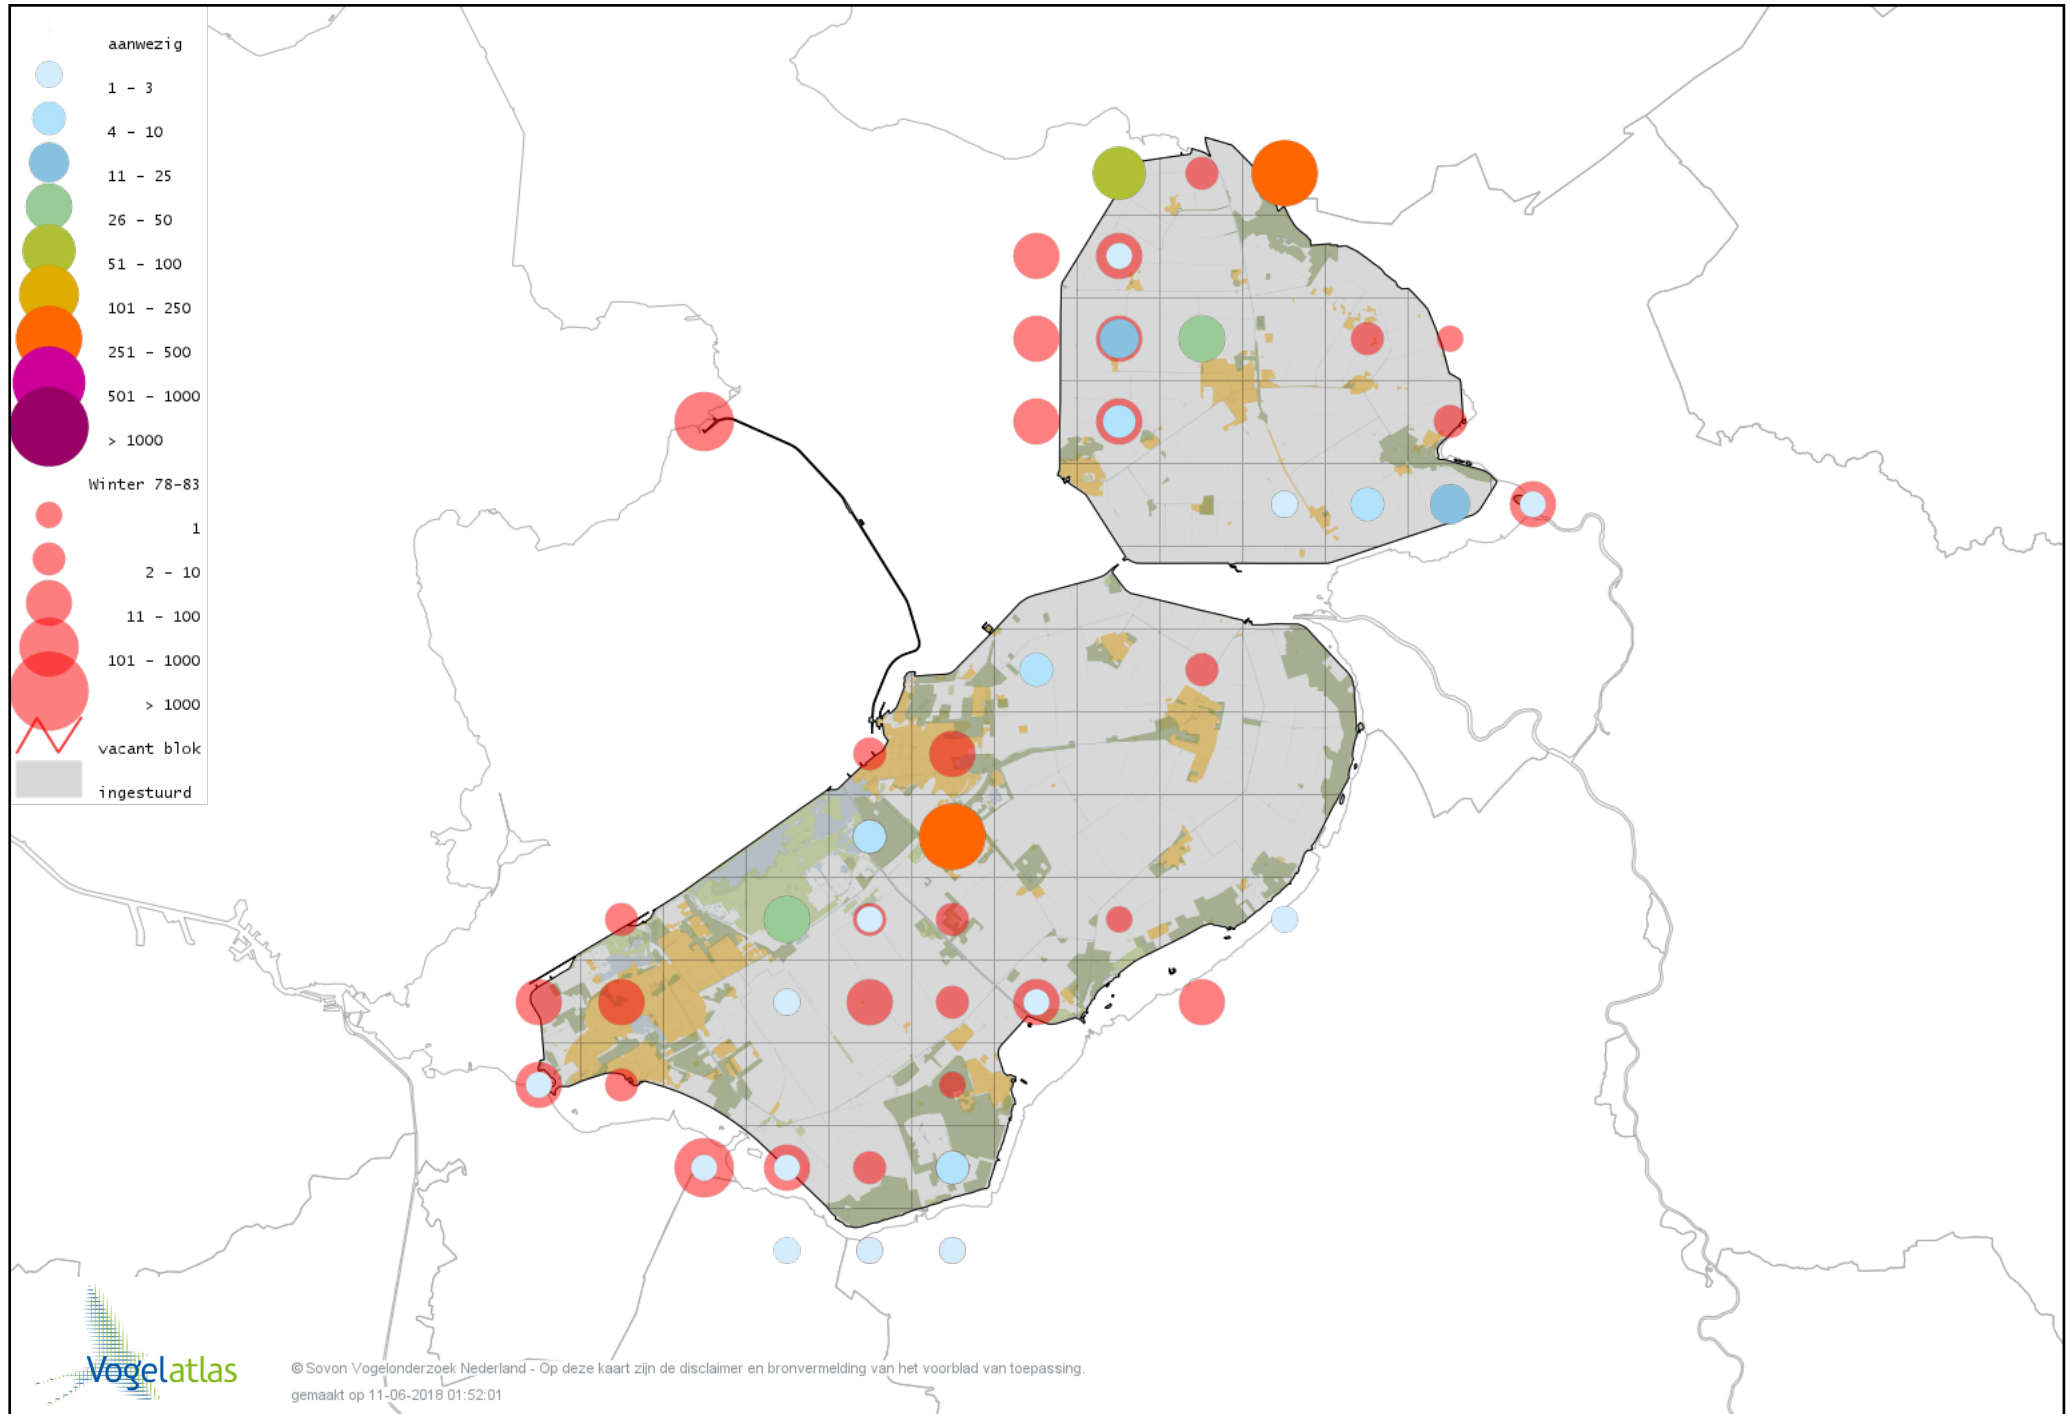 aanwezig
1 - 3
4 - 10
11 - 25
26 - 50
51 - 100
101 - 250
251 - 500
501 - 1000
> 1000
Winter 78-83
1
2 - 10
11 - 100
101 - 1000
> 1000
vacant blok
ingestuurd
Vogelatlas
© Sovon Vogelonderzoek Nederland - Op deze kaart zijn de disclaimer en bronvermelding van het voorblad van toepassing.
gemaakt op 11-06-2018 01:52:01